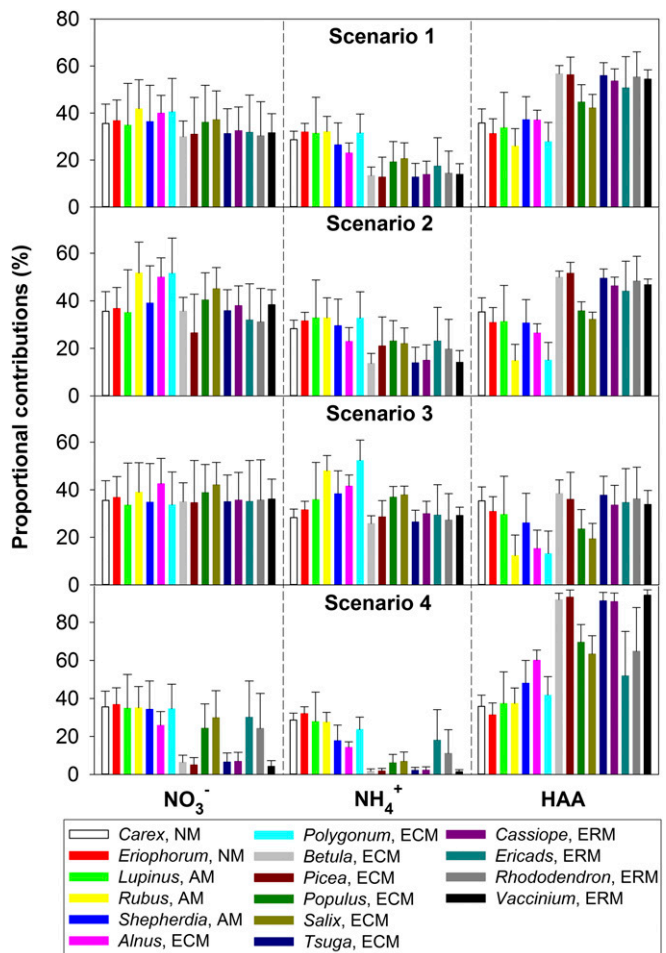 Proportional contributions (%)
80
Scenario 1
60
40
20
0
Scenario 2
60
40
20
0
Scenario 3
60
40
20
0
Scenario 4
80
60
40
20
0
NO₃⁻ NH₄⁺ HAA
Carex, NM
Eriophorum, NM
Lupinus, AM
Rubus, AM
Shepherdia, AM
Alnus, ECM
Polygonum, ECM
Betula, ECM
Picea, ECM
Populus, ECM
Salix, ECM
Tsuga, ECM
Cassiope, ERM
Ericads, ERM
Rhododendron, ERM
Vaccinium, ERM